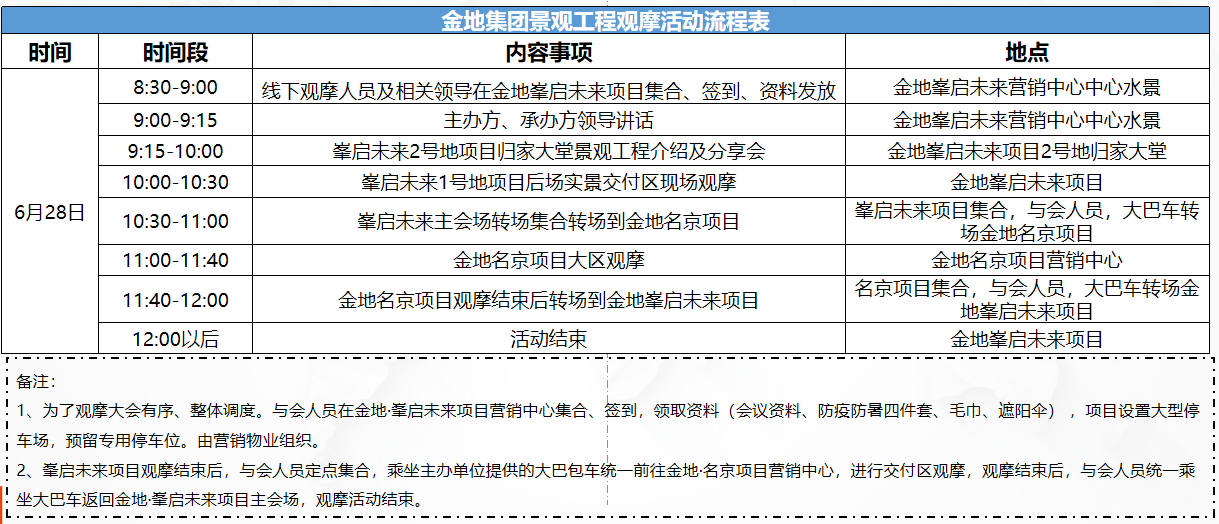 金地集团景观工程观摩活动流程表
时间 时间段 内容事项 地点
6月28日
8:30-9:00 线下观摩人员及相关领导在金地峯启未来项目集合、签到、资料发放 金地峯启未来营销中心中心水景
9:00-9:15 主办方、承办方领导讲话 金地峯启未来营销中心中心水景
9:15-10:00 峯启未来2号地项目归家大堂景观工程介绍及分享会 金地峯启未来项目2号地归家大堂
10:00-10:30 峯启未来1号地项目后场实景交付区现场观摩 金地峯启未来项目
10:30-11:00 峯启未来主会场转场集合转场到金地名京项目 峯启未来项目集合，与会人员，大巴车转
场金地名京项目
11:00-11:40 金地名京项目大区观摩 金地名京项目营销中心
11:40-12:00 金地名京项目观摩结束后转场到金地峯启未来项目 名京项目集合，与会人员，大巴车转场金
地峯启未来项目
12:00以后 活动结束 金地峯启未来项目
备注：
1、为了观摩大会有序、整体调度。与会人员在金地·峯启未来项目营销中心集合、签到，领取资料（会议资料、防疫防暑四件套、毛巾、遮阳伞），项目设置大型停
车场，预留专用停车位。由营销物业组织。
2、峯启未来项目观摩结束后，与会人员定点集合，乘坐主办单位提供的大巴包车统一前往金地·名京项目营销中心，进行交付区观摩，观摩结束后，与会人员统一乘
坐大巴车返回金地·峯启未来项目主会场，观摩活动结束。